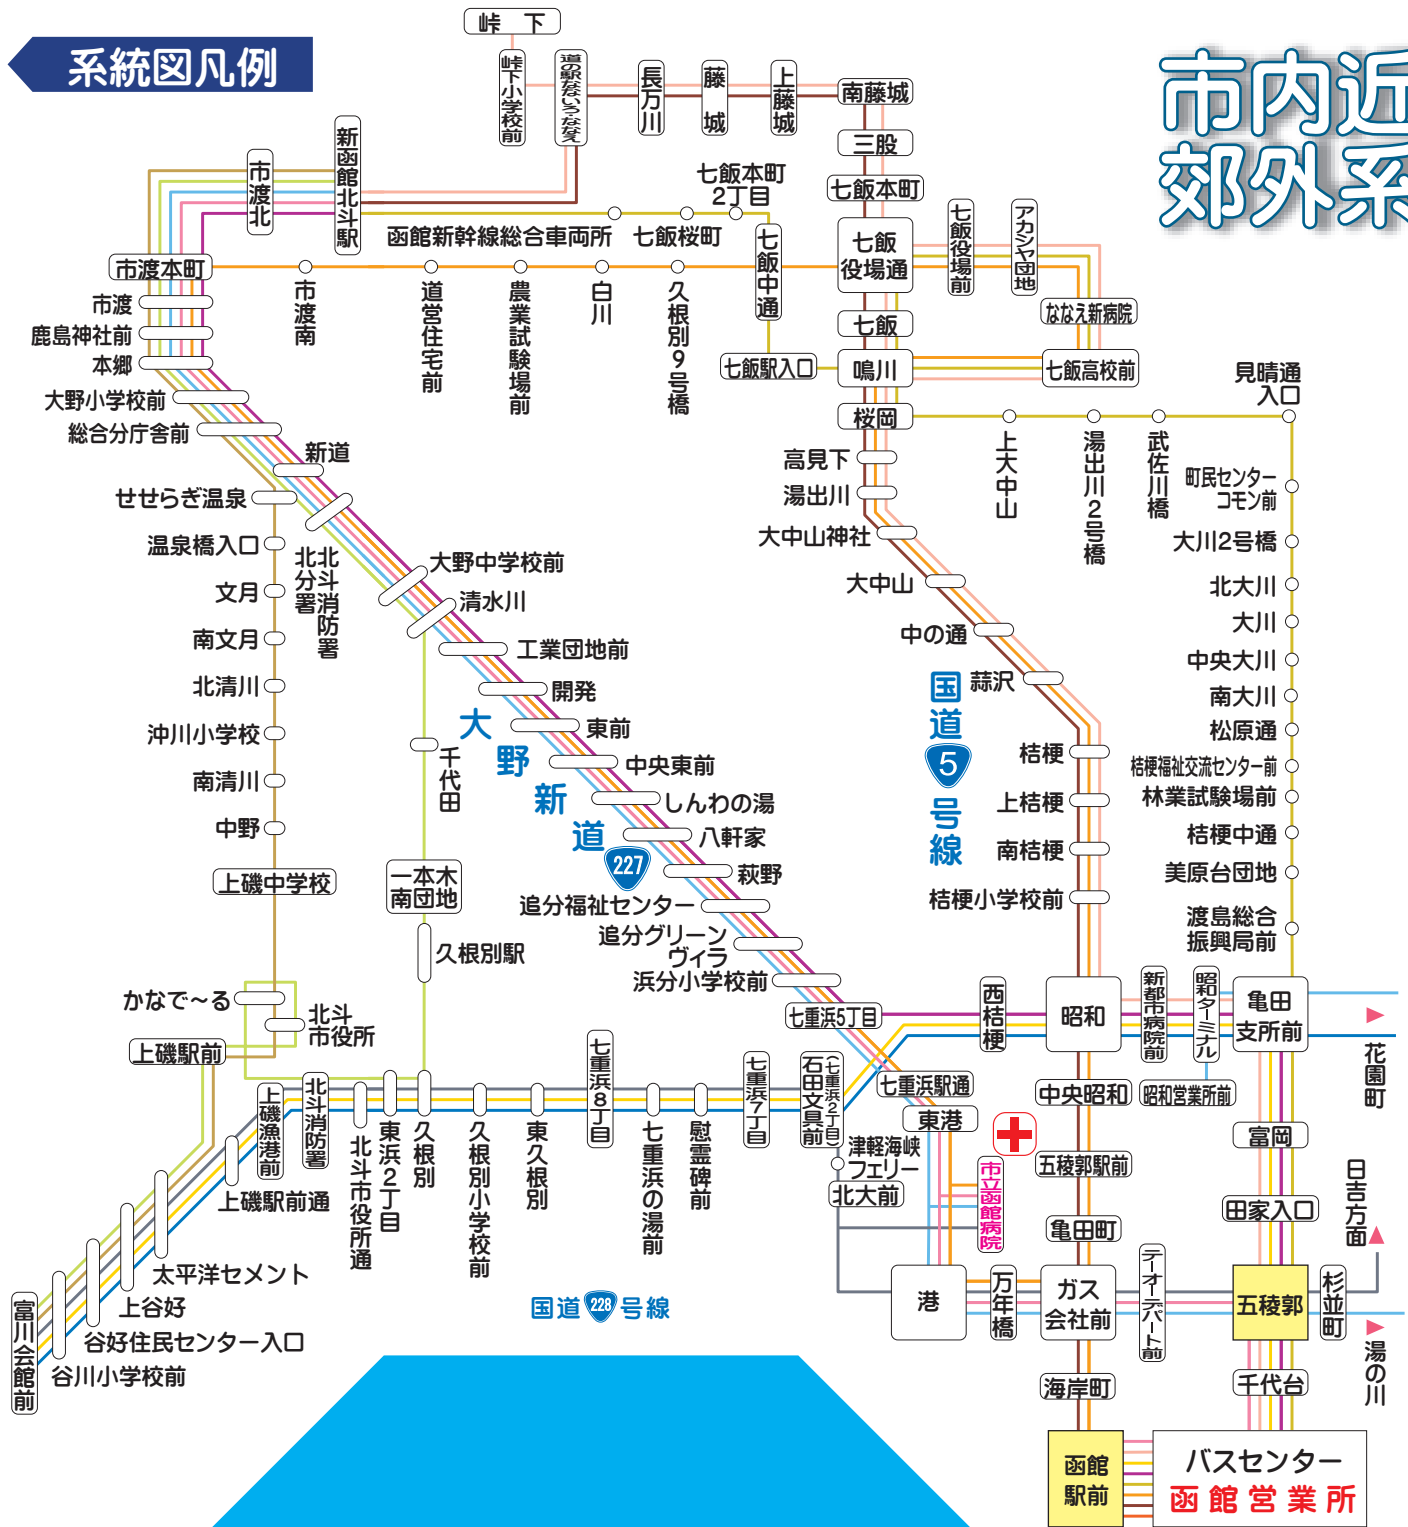 系統図凡例
市内近
郊外系
峠下
峠下小学校前
道の駅なないろ・ななえ
長万川
藤城
上藤城
南藤城
三股
七飯本町
新函館北斗駅
市渡北
七飯本町
2丁目
函館新幹線総合車両所
七飯桜町
七飯中通
七飯
役場通
七飯役場前
アカシヤ団地
市渡本町
市渡南
道営住宅前
農業試験場前
白川
久根別9号橋
ななえ新病院
市渡
鹿島神社前
本郷
七飯
七飯駅入口
鳴川
七飯高校前
大野小学校前
総合分庁舎前
新道
せせらぎ温泉
桜岡
上大中山
湯出川2号橋
武佐川橋
見晴通
入口
高見下
湯出川
大中山神社
大中山
中の通
蒜沢
町民センター
コモン前
大川2号橋
北大川
大川
中央大川
南大川
松原通
桔梗福祉交流センター前
林業試験場前
桔梗中通
美原台団地
渡島総合
振興局前
温泉橋入口
文月
南文月
北清川
沖川小学校
南清川
中野
上磯中学校
北斗消防署
北分署
大野中学校前
清水川
工業団地前
開発
東前
中央東前
しんわの湯
八軒家
萩野
追分福祉センター
追分グリーン
ヴィラ
浜分小学校前
大野新道
227
国道
5
号線
桔梗
上桔梗
南桔梗
桔梗小学校前
千代田
一本木
南団地
久根別駅
かなで～る
北斗
市役所
上磯駅前
七重浜5丁目
西桔梗
昭和
新都市病院前
昭和ターミナル
亀田
支所前
花園町
上磯漁港前
北斗消防署
上磯駅前通
北斗市役所通
東浜2丁目
久根別
久根別小学校前
東久根別
七重浜8丁目
七重浜の湯前
慰霊碑前
七重浜7丁目
石田文具前
(七重浜2丁目)
七重浜駅通
東港
津軽海峡
フェリー
北大前
市立函館病院
中央昭和
昭和営業所前
五稜郭駅前
富岡
亀田町
田家入口
日吉方面
太平洋セメント
上谷好
谷好住民センター入口
谷川小学校前
富川会館前
国道
228
号線
港
万年橋
ガス
会社前
テーオーデパート前
五稜郭
杉並町
湯の川
海岸町
千代台
函館
駅前
バスセンター
函館営業所